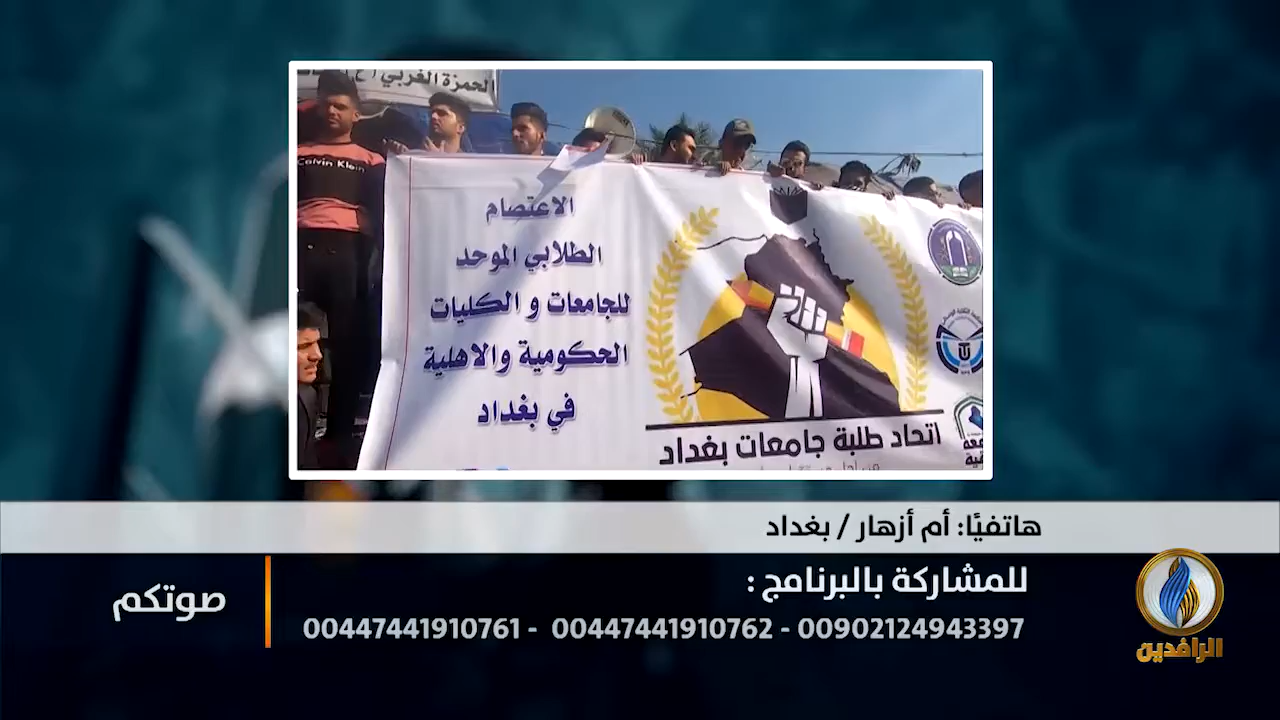 الحمزة الغربي
Calvin Klein
الاعتصام
الطلابي الموحد
للجامعات و الكليات
الحكومية والاهلية
في بغداد
اتحاد طلبة جامعات بغداد
هاتفيًا: أم أزهار / بغداد
للمشاركة بالبرنامج :
00447441910761 - 00447441910762 - 00902124943397
صوتكم
الرافدين